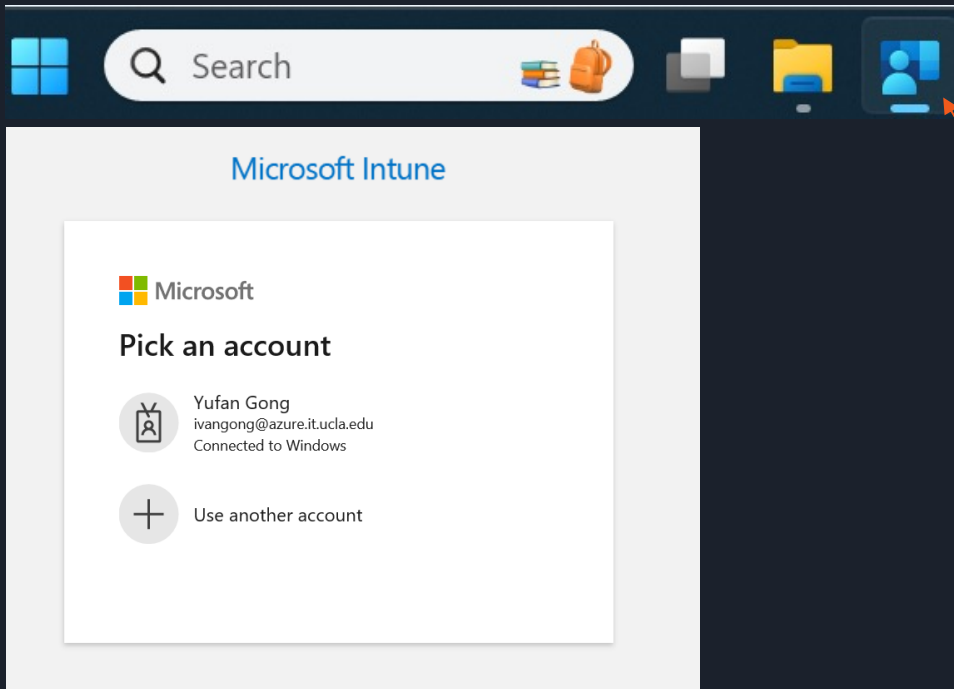 Search
Microsoft Intune
Microsoft
Pick an account
Yufan Gong
ivangong@azure.it.ucla.edu
Connected to Windows
Use another account